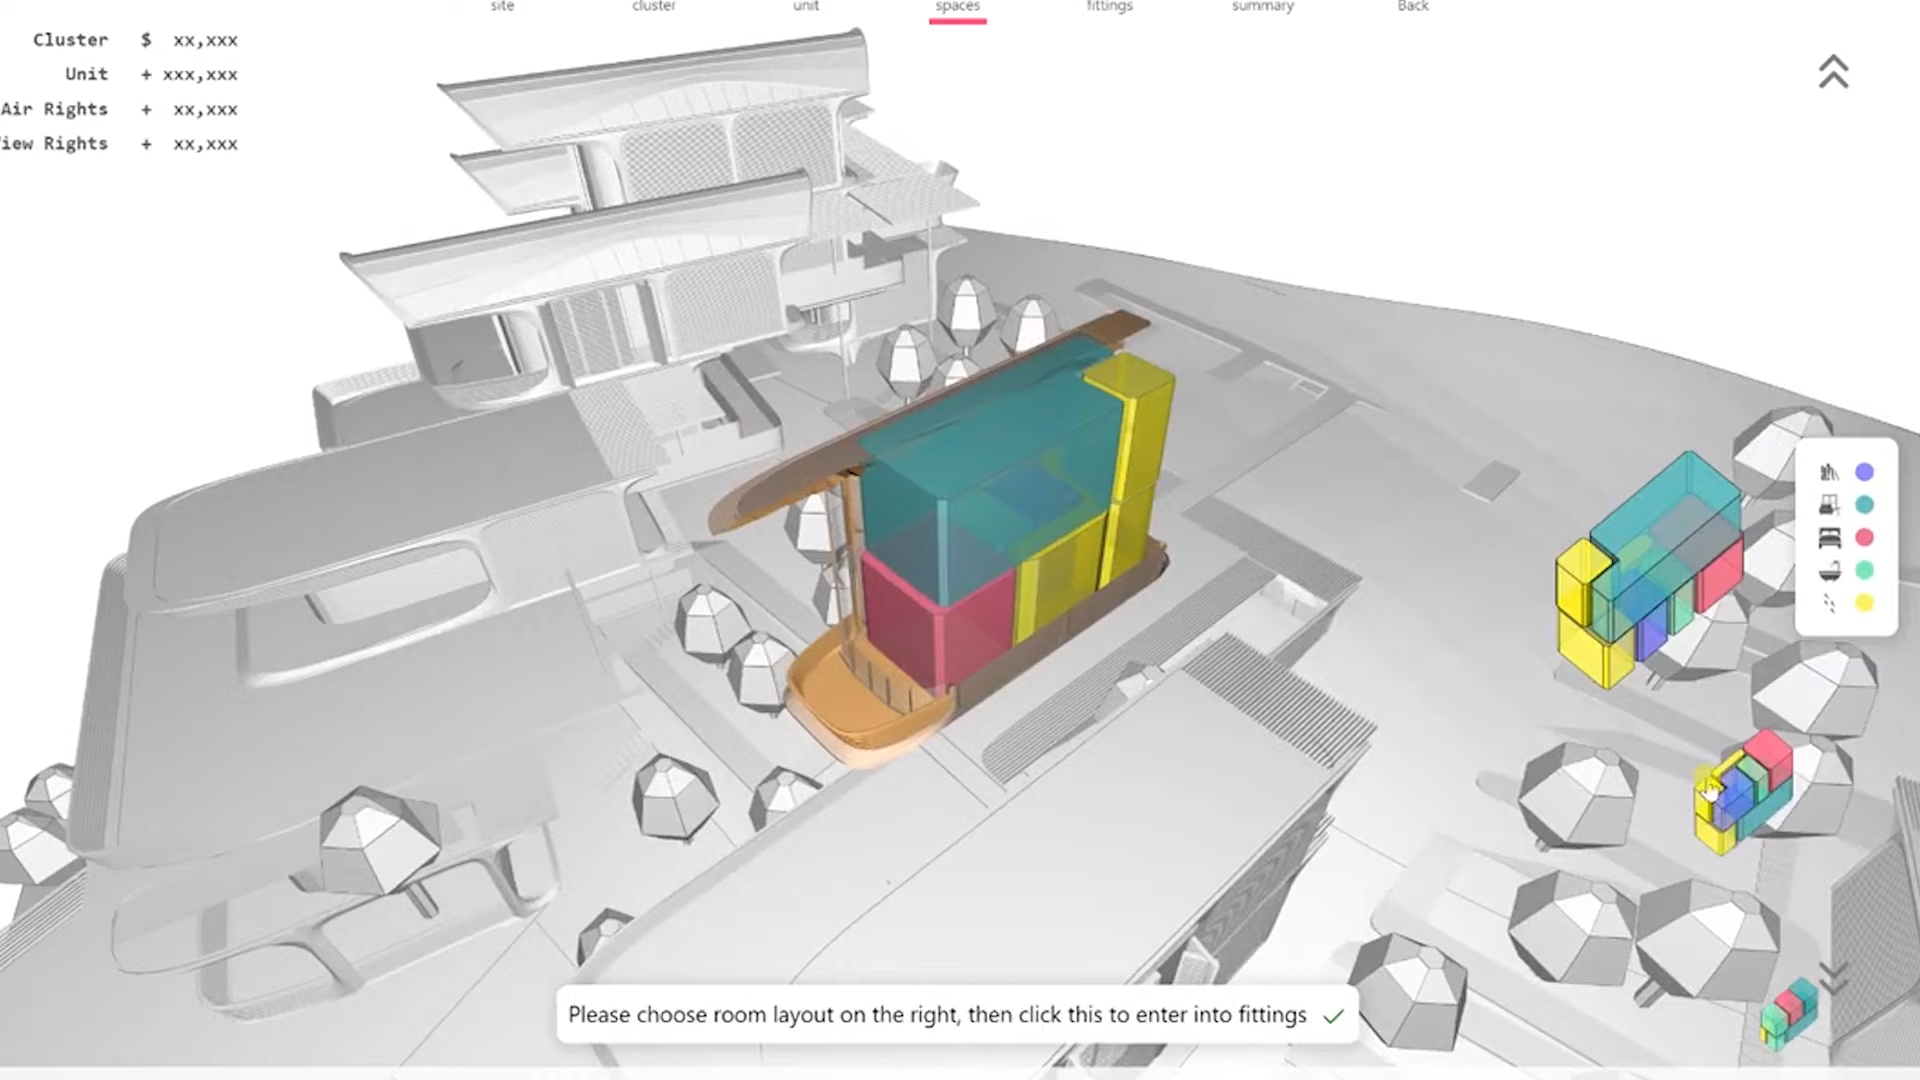 site cluster unit spaces fittings summary Back
Cluster $ xx,xxx
Unit + xxx,xxx
Air Rights + xx,xxx
iew Rights + xx,xxx
Please choose room layout on the right, then click this to enter into fittings